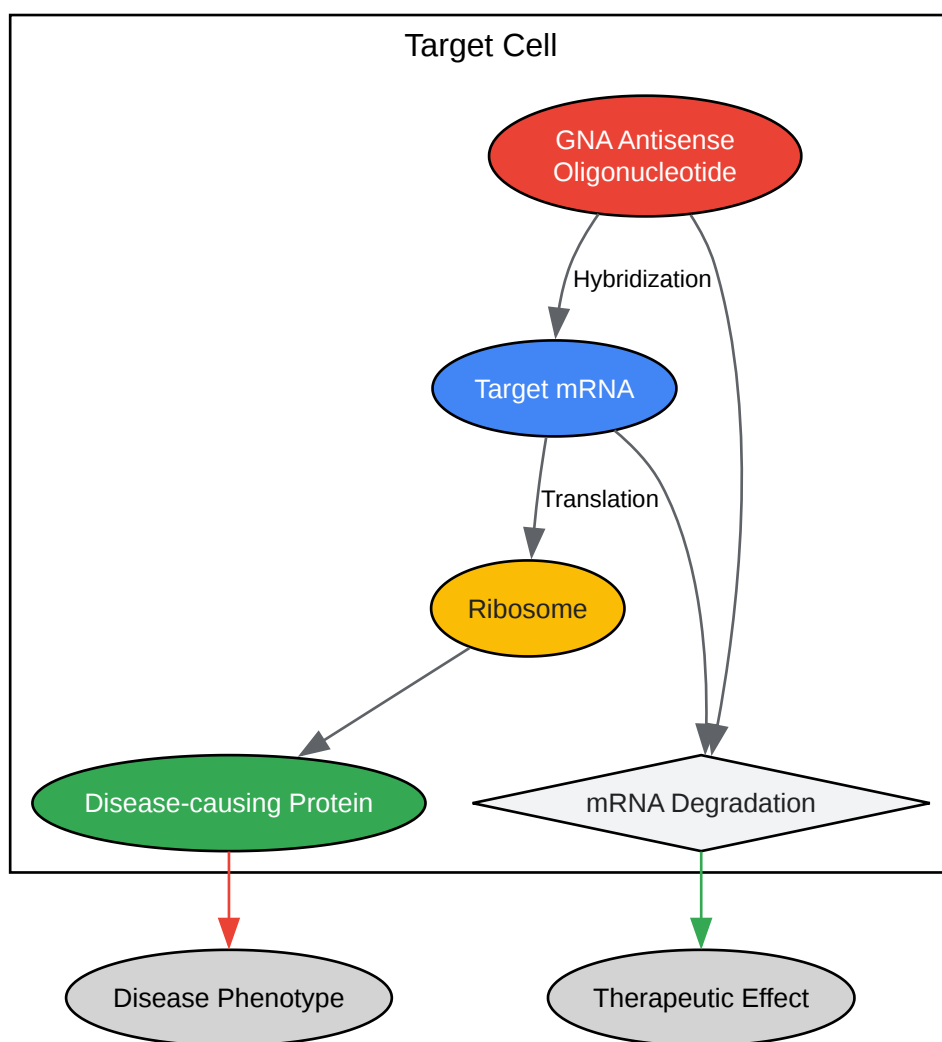 Target Cell
GNA Antisense
Oligonucleotide
Hybridization
Target mRNA
Translation
Ribosome
Disease-causing Protein
mRNA Degradation
Disease Phenotype
Therapeutic Effect